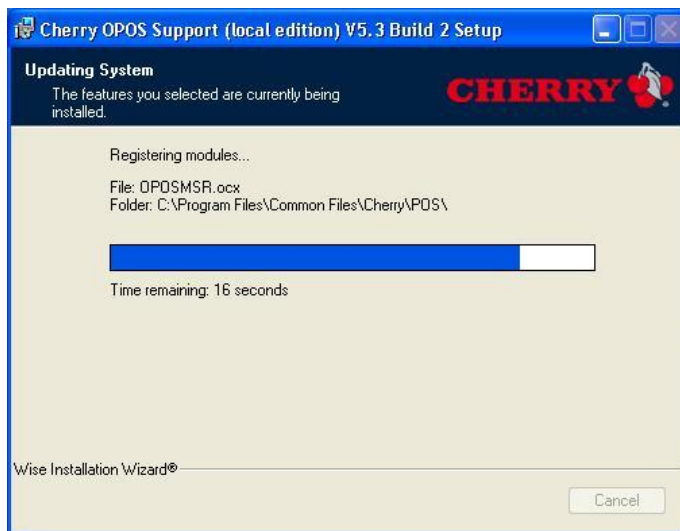 Cherry OPOS Support (local edition) V5.3 Build 2 Setup
Updating System
The features you selected are currently being
installed.
CHERRY
Registering modules...
File: OPOSMSR.ocx
Folder: C:\Program Files\Common Files\Cherry\POS\
Time remaining: 16 seconds
Wise Installation Wizard®
Cancel